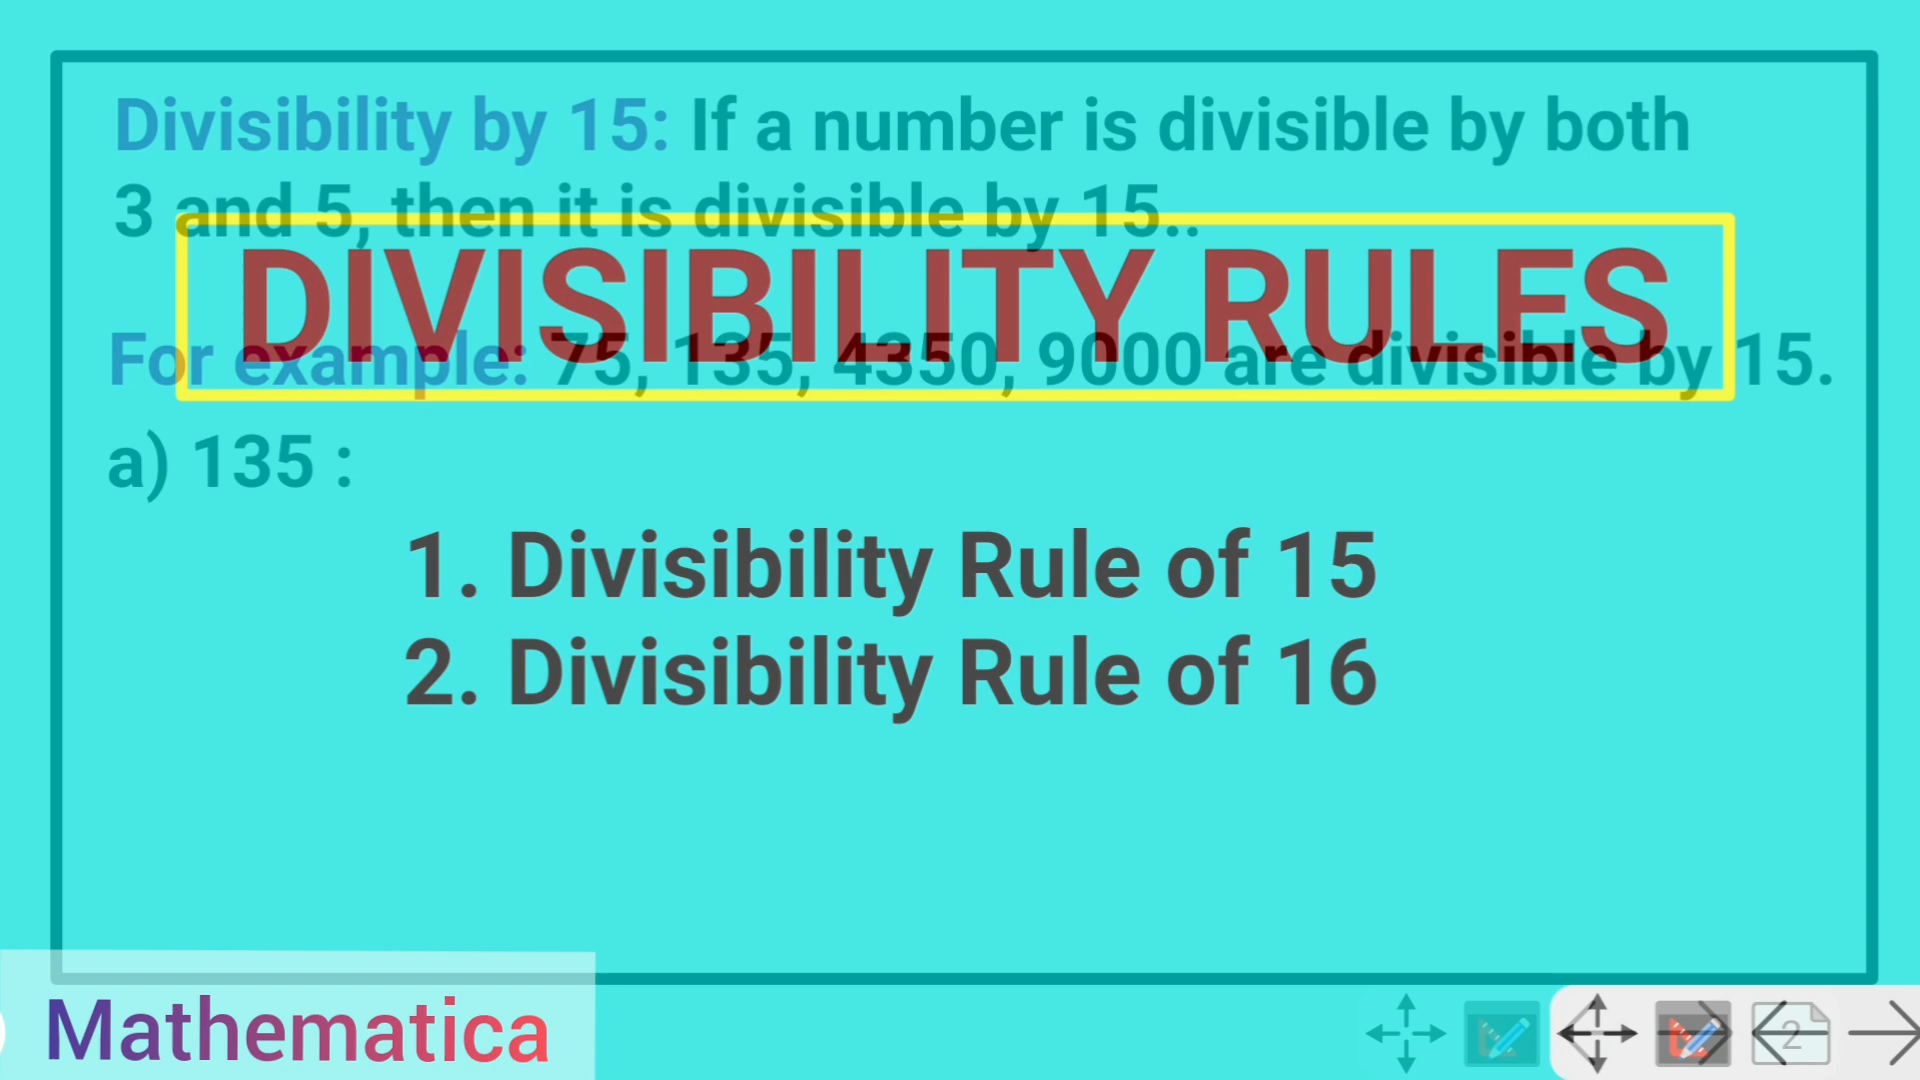 Divisibility by 15: If a number is divisible by both
3 and 5, then it is divisible by 15..
DIVISIBILITY RULES
For example: 75, 135, 4350, 9000 are divisible by 15.
a) 135 :
1. Divisibility Rule of 15
2. Divisibility Rule of 16
Mathematica
2